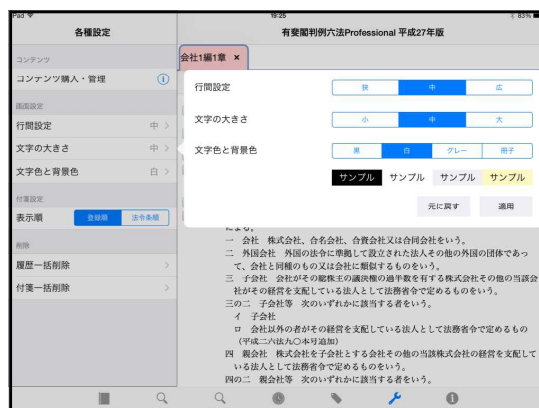 Pad
19:25
83%
各種設定
有斐閣判例六法Professional 平成27年版
コンテンツ
コンテンツ購入・管理
画面設定
行間設定 中
文字の大きさ 中
文字色と背景色 白
付箋設定
表示順 登録順 法令条順
削除
履歴一括削除
付箋一括削除
会社1編1章 ×
行間設定 狭 中 広
文字の大きさ 小 中 大
文字色と背景色 黒 白 グレー 冊子
サンプル サンプル サンプル サンプル
元に戻す 適用
による。
一 会社 株式会社、合名会社、合資会社又は合同会社をいう。
二 外国会社 外国の法令に準拠して設立された法人その他の外国の団体であっ
て、会社と同種のもの又は会社に類似するものをいう。
三 子会社 会社がその総株主の議決権の過半数を有する株式会社その他の当該会
社がその経営を支配している法人として法務省令で定めるものをいう。
三の二 子会社等 次のいずれかに該当する者をいう。
イ 子会社
ロ 会社以外の者がその経営を支配している法人として法務省令で定めるもの
（平成二六法九〇本号追加）
四 親会社 株式会社を子会社とする会社その他の当該株式会社の経営を支配して
いる法人として法務省令で定めるものをいう。
四の二 親会社等 次のいずれかに該当する者をいう。